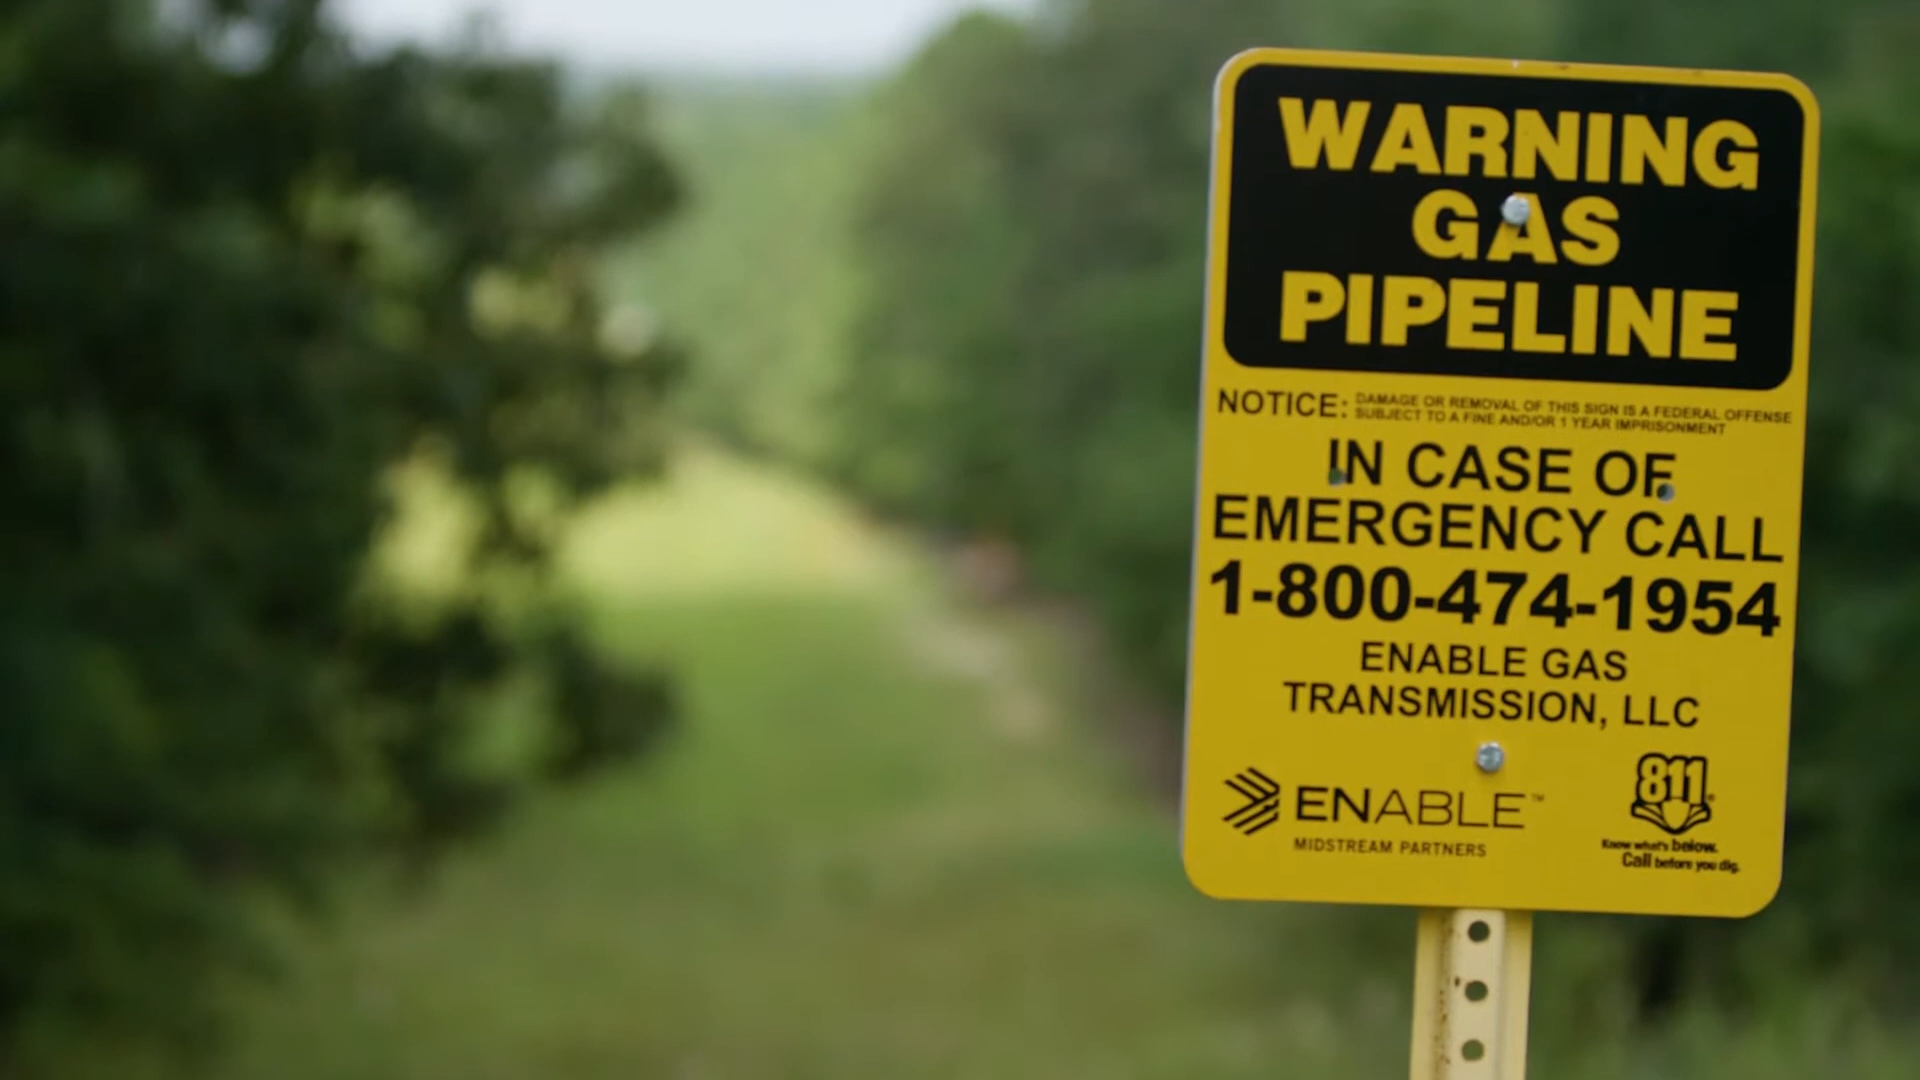 WARNING
GAS
PIPELINE
NOTICE: DAMAGE OR REMOVAL OF THIS SIGN IS A FEDERAL OFFENSE
SUBJECT TO A FINE AND/OR 1 YEAR IMPRISONMENT
IN CASE OF
EMERGENCY CALL
1-800-474-1954
ENABLE GAS
TRANSMISSION, LLC
ENABLE™
MIDSTREAM PARTNERS
811®
Know what's below.
Call before you dig.